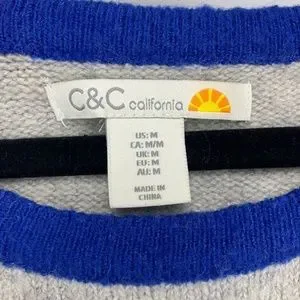 C&C california
US: M
CA: M/M
UK: M
EU: M
AU: M
MADE IN
CHINA